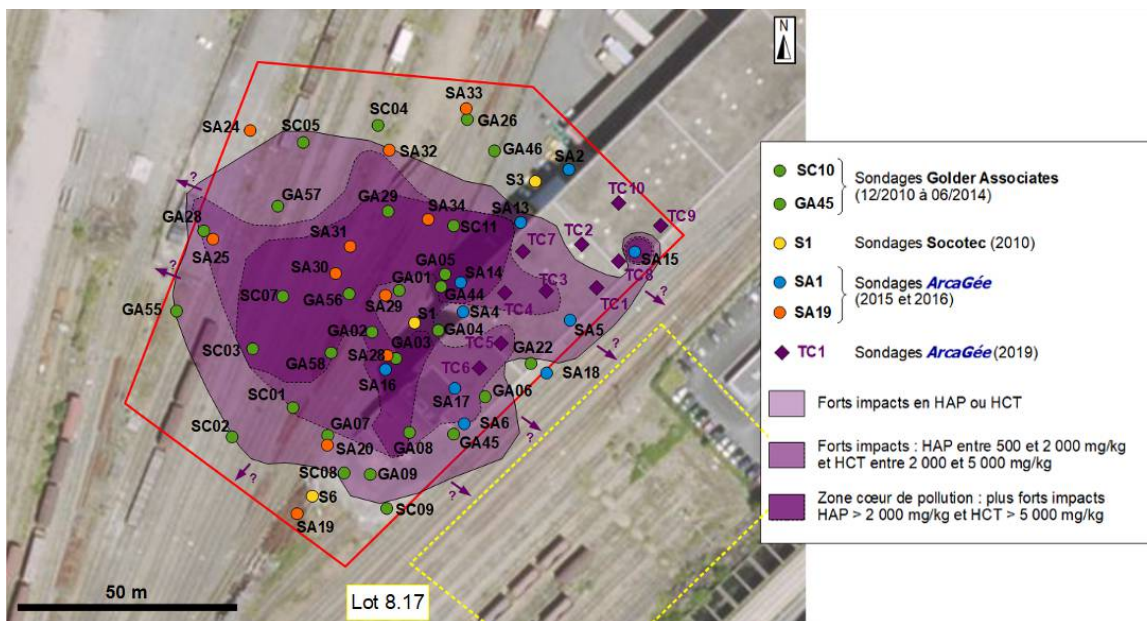 N
SA33
SC04
GA26
SA24
SC05
SA32
GA46
SA2
S3
TC10
GA57
GA29
SA34
SA13
TC2
TC9
GA28
SC11
TC7
SA25
SA31
SA15
GA05
SA14
TC8
SA30
GA01
TC3
SC07
GA56
SA29
GA44
TC4
TC1
GA55
S1
SA4
GA02
GA04
SA5
SC03
GA03
TC5
GA58
SA28
GA22
SA16
TC6
SA18
SA17
GA06
SC01
SC02
GA07
SA6
SA20
GA08
GA45
SC08
GA09
S6
SC09
SA19
?
?
?
?
?
?
?
50 m
Lot 8.17
SC10
GA45
Sondages Golder Associates
(12/2010 à 06/2014)
S1
Sondages Socotec (2010)
SA1
SA19
Sondages ArcaGée
(2015 et 2016)
TC1
Sondages ArcaGée (2019)
Forts impacts en HAP ou HCT
Forts impacts : HAP entre 500 et 2 000 mg/kg
et HCT entre 2 000 et 5 000 mg/kg
Zone cœur de pollution : plus forts impacts
HAP > 2 000 mg/kg et HCT > 5 000 mg/kg